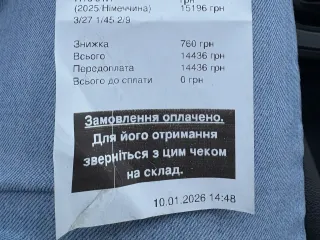 грн
(2025/Німеччина) 15196 грн
3/27 1/45 2/9
Знижка 760 грн
Всього 14436 грн
Передоплата 14436 грн
Всього до сплати 0 грн
Замовлення оплачено.
Для його отримання
зверніться з цим чеком
на склад.
10.01.2026 14:48